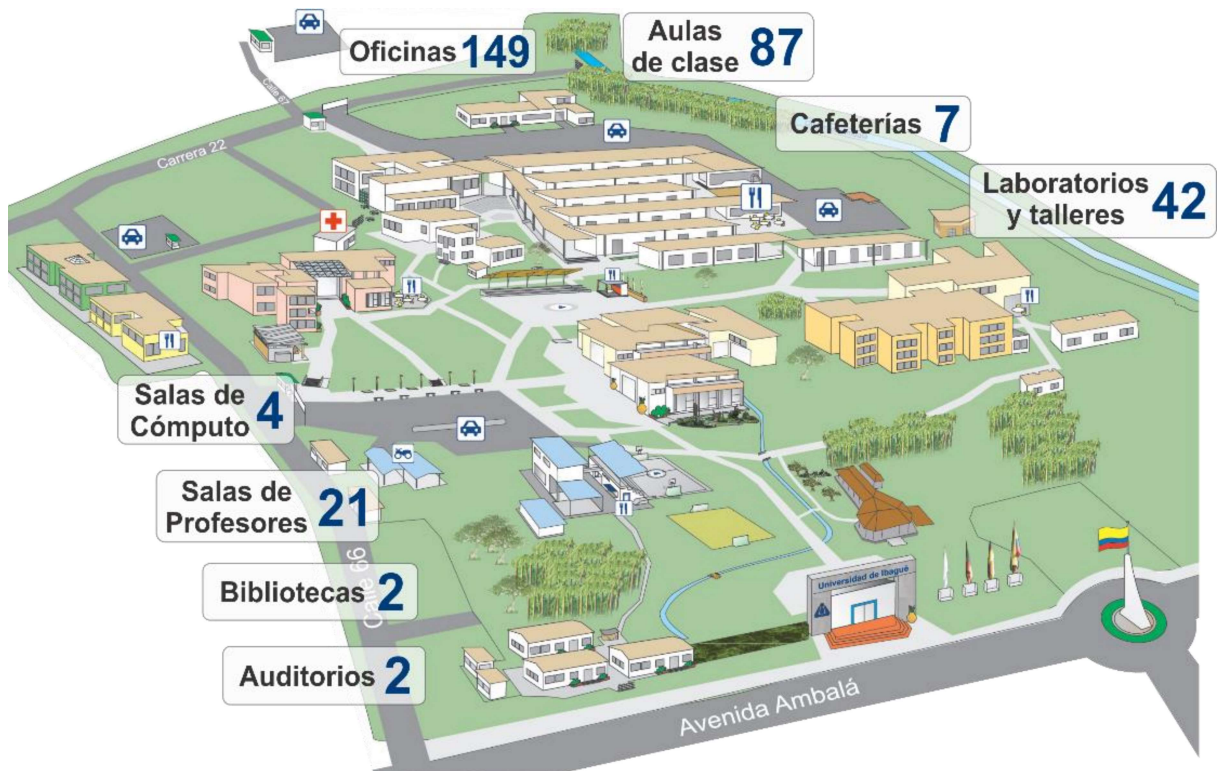 Oficinas 149
Aulas
de clase 87
Cafeterías 7
Laboratorios
y talleres 42
Calle 67
Carrera 22
Salas de
Cómputo 4
Salas de
Profesores 21
Calle 66
Bibliotecas 2
Auditorios 2
Universidad de Ibagué
Avenida Ambalá